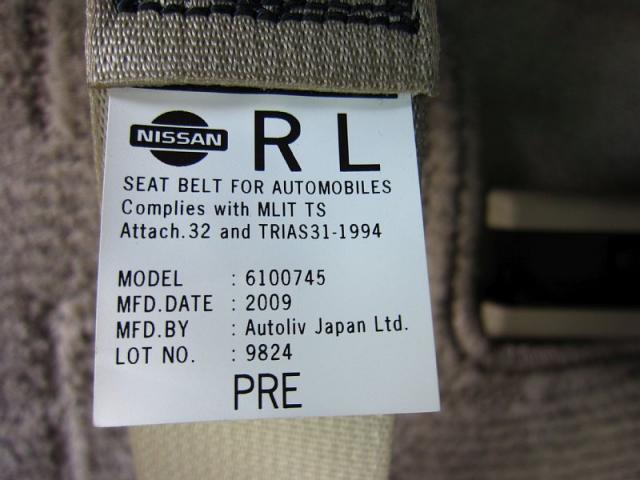 NISSAN R L
SEAT BELT FOR AUTOMOBILES
Complies with MLIT TS
Attach.32 and TRIAS31-1994
MODEL : 6100745
MFD.DATE : 2009
MFD.BY : Autoliv Japan Ltd.
LOT NO. : 9824
PRE